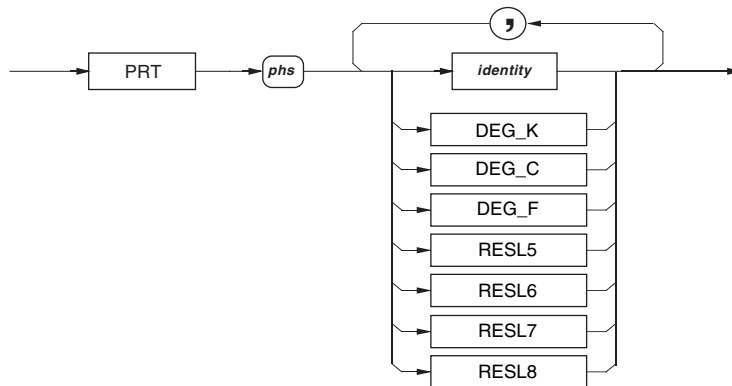 ,
PRT
phs
identity
DEG_K
DEG_C
DEG_F
RESL5
RESL6
RESL7
RESL8